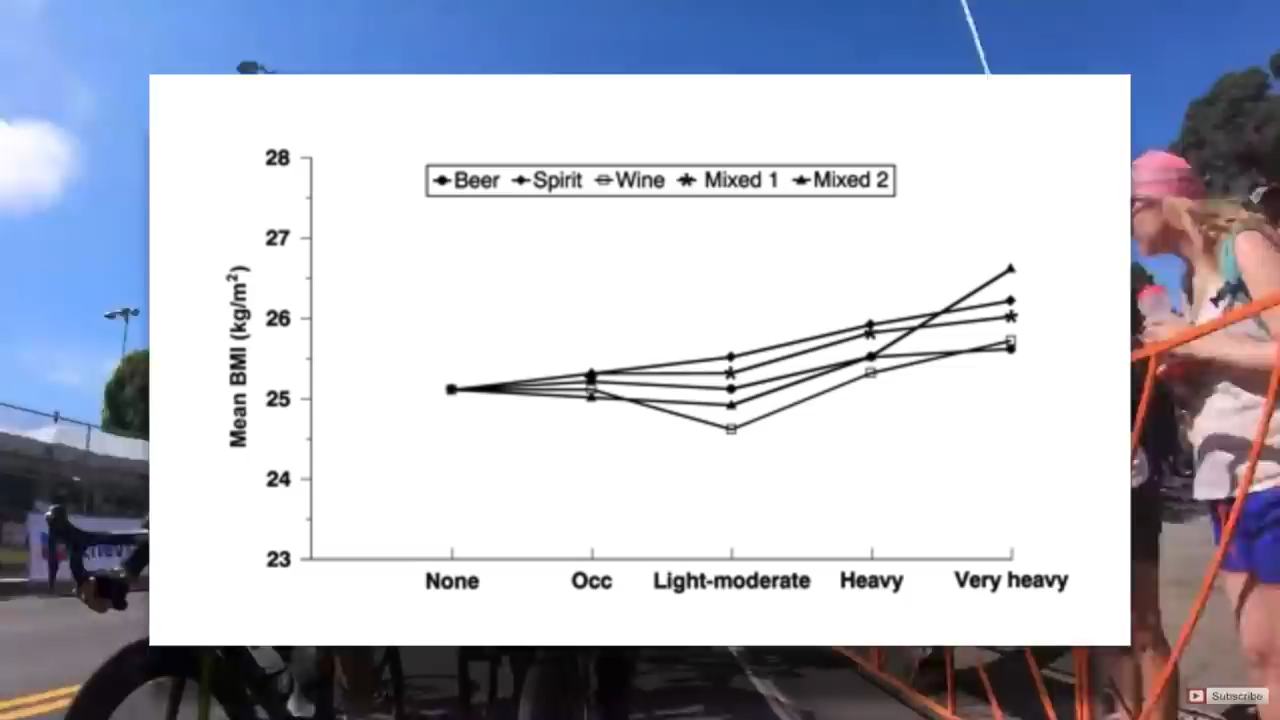 28
Beer Spirit Wine Mixed 1 Mixed 2
27
26
25
24
23
Mean BMI (kg/m²)
None Occ Light-moderate Heavy Very heavy
Subscribe